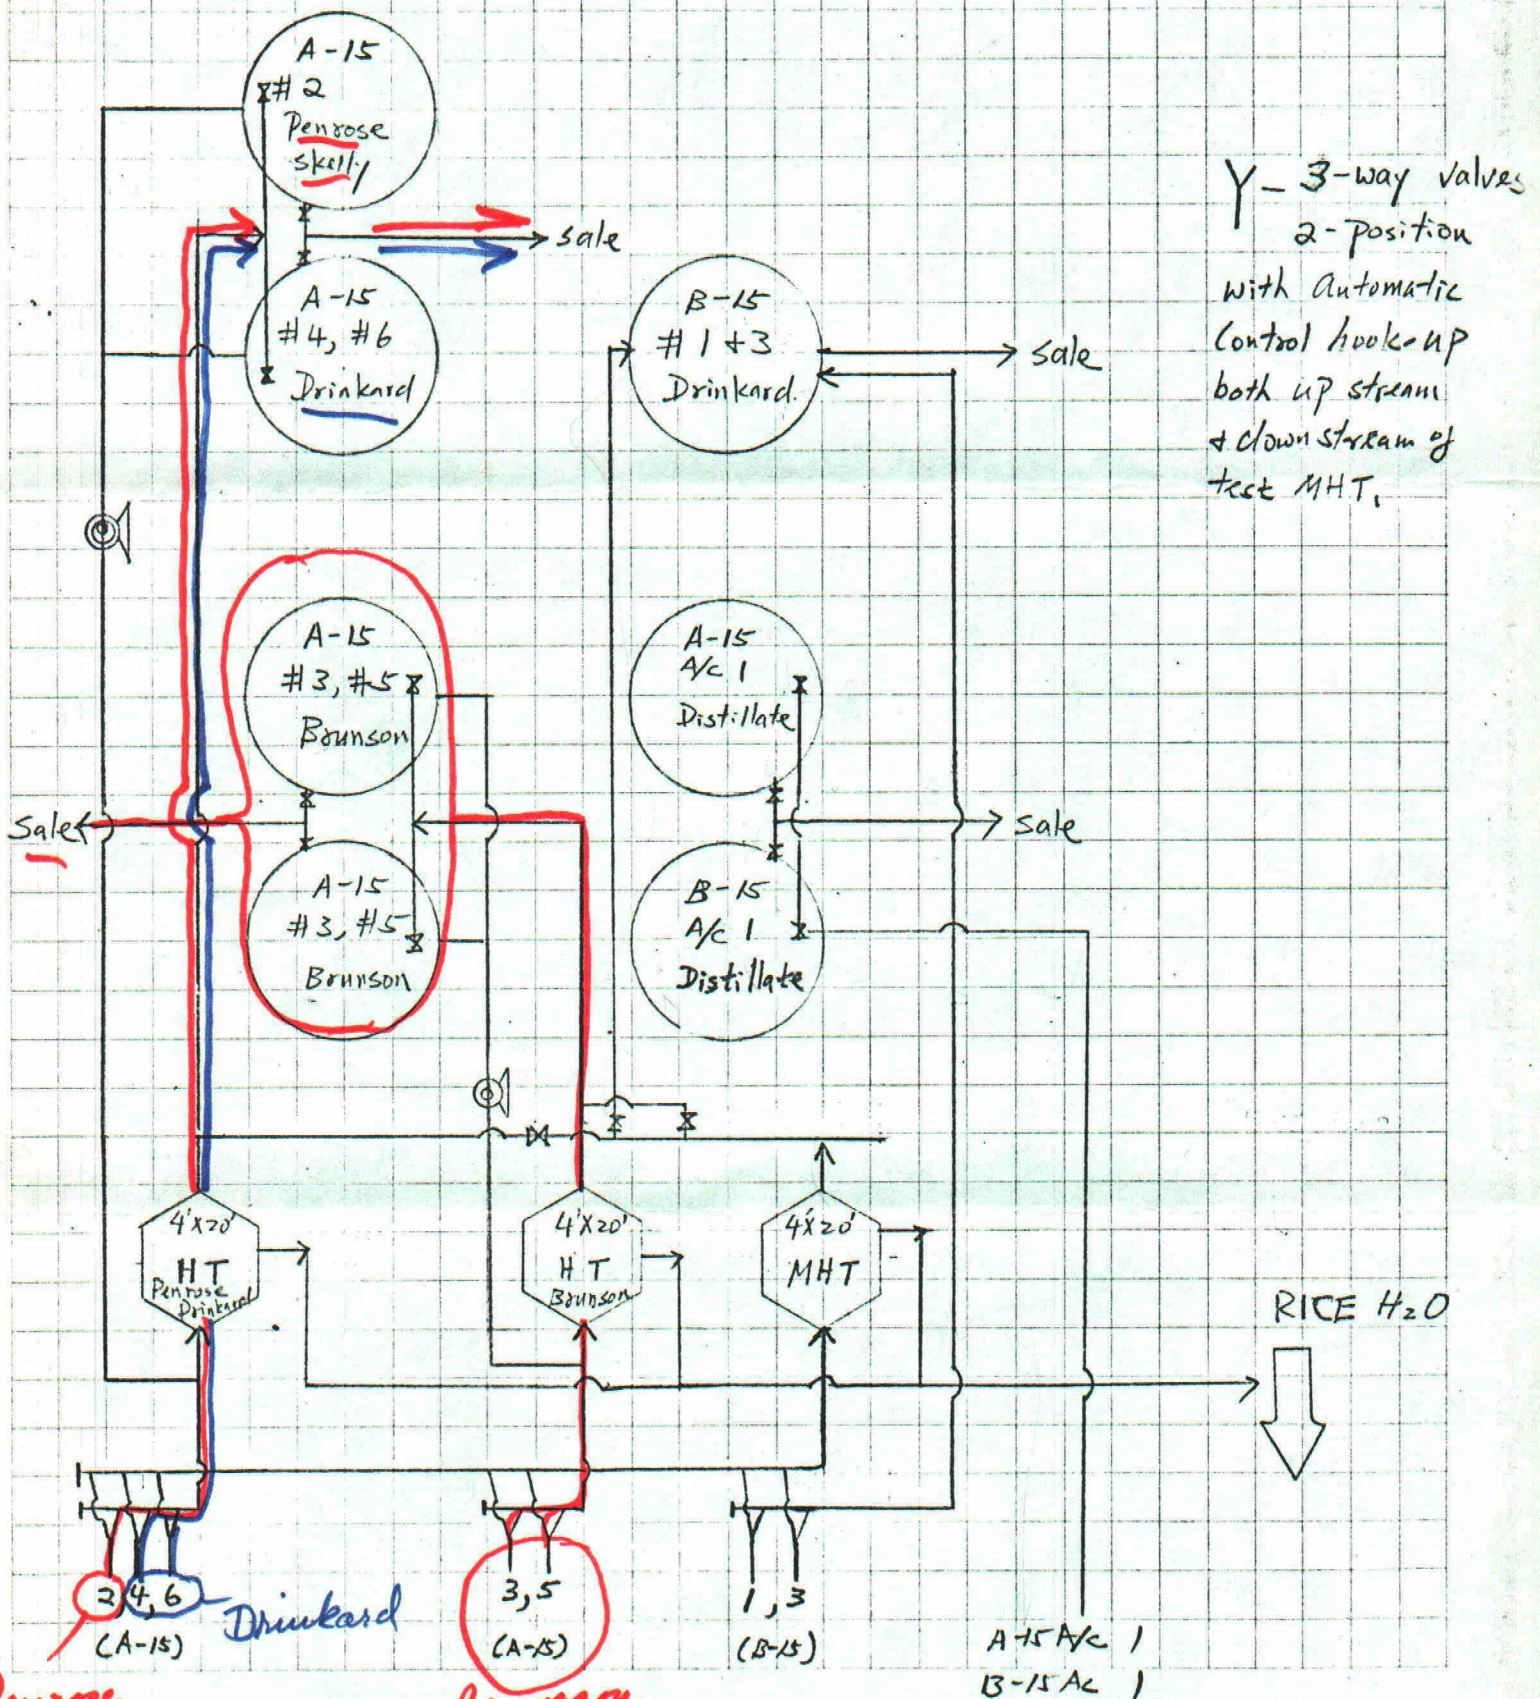 A-15
#2
Penrose
skelly
sale
A-15
#4, #6
Drinkard
B-15
#1 + 3
Drinkard
sale
Y - 3-way valves
2-position
with Automatic
Control hook-up
both up stream
& downstream of
test MHT.
A-15
#3, #5
Brunson
A-15
A/c 1
Distillate
Sale
sale
A-15
#3, #5
Brunson
B-15
A/c 1
Distillate
4'X20'
HT
Penrose
Drinkard
4'X20'
HT
Brunson
4'X20'
MHT
RICE H2O
2 4, 6
Drinkard
(A-15)
3, 5
(A-15)
1, 3
(B-15)
A-15 A/c 1
B-15 Ac 1